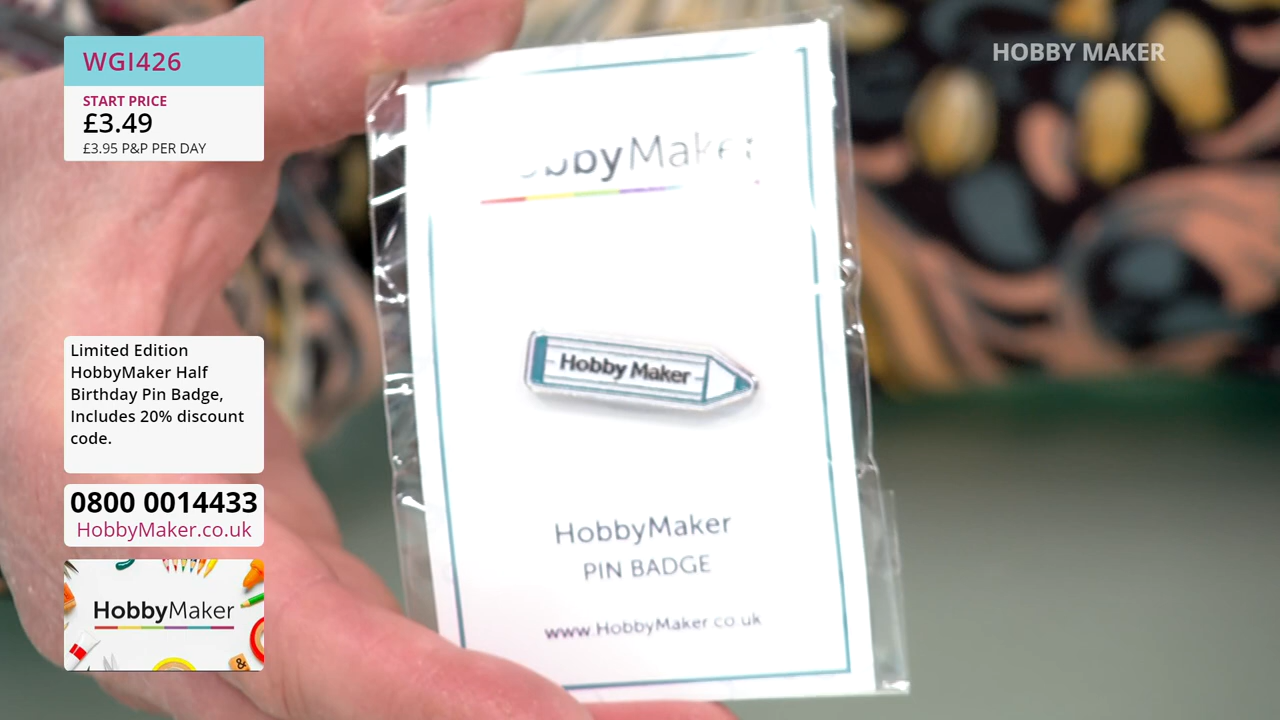 WGI426
START PRICE
£3.49
£3.95 P&P PER DAY
HOBBY MAKER
HobbyMaker
Hobby Maker
HobbyMaker
PIN BADGE
www.HobbyMaker.co.uk
Limited Edition
HobbyMaker Half
Birthday Pin Badge,
Includes 20% discount
code.
0800 0014433
HobbyMaker.co.uk
HobbyMaker
&